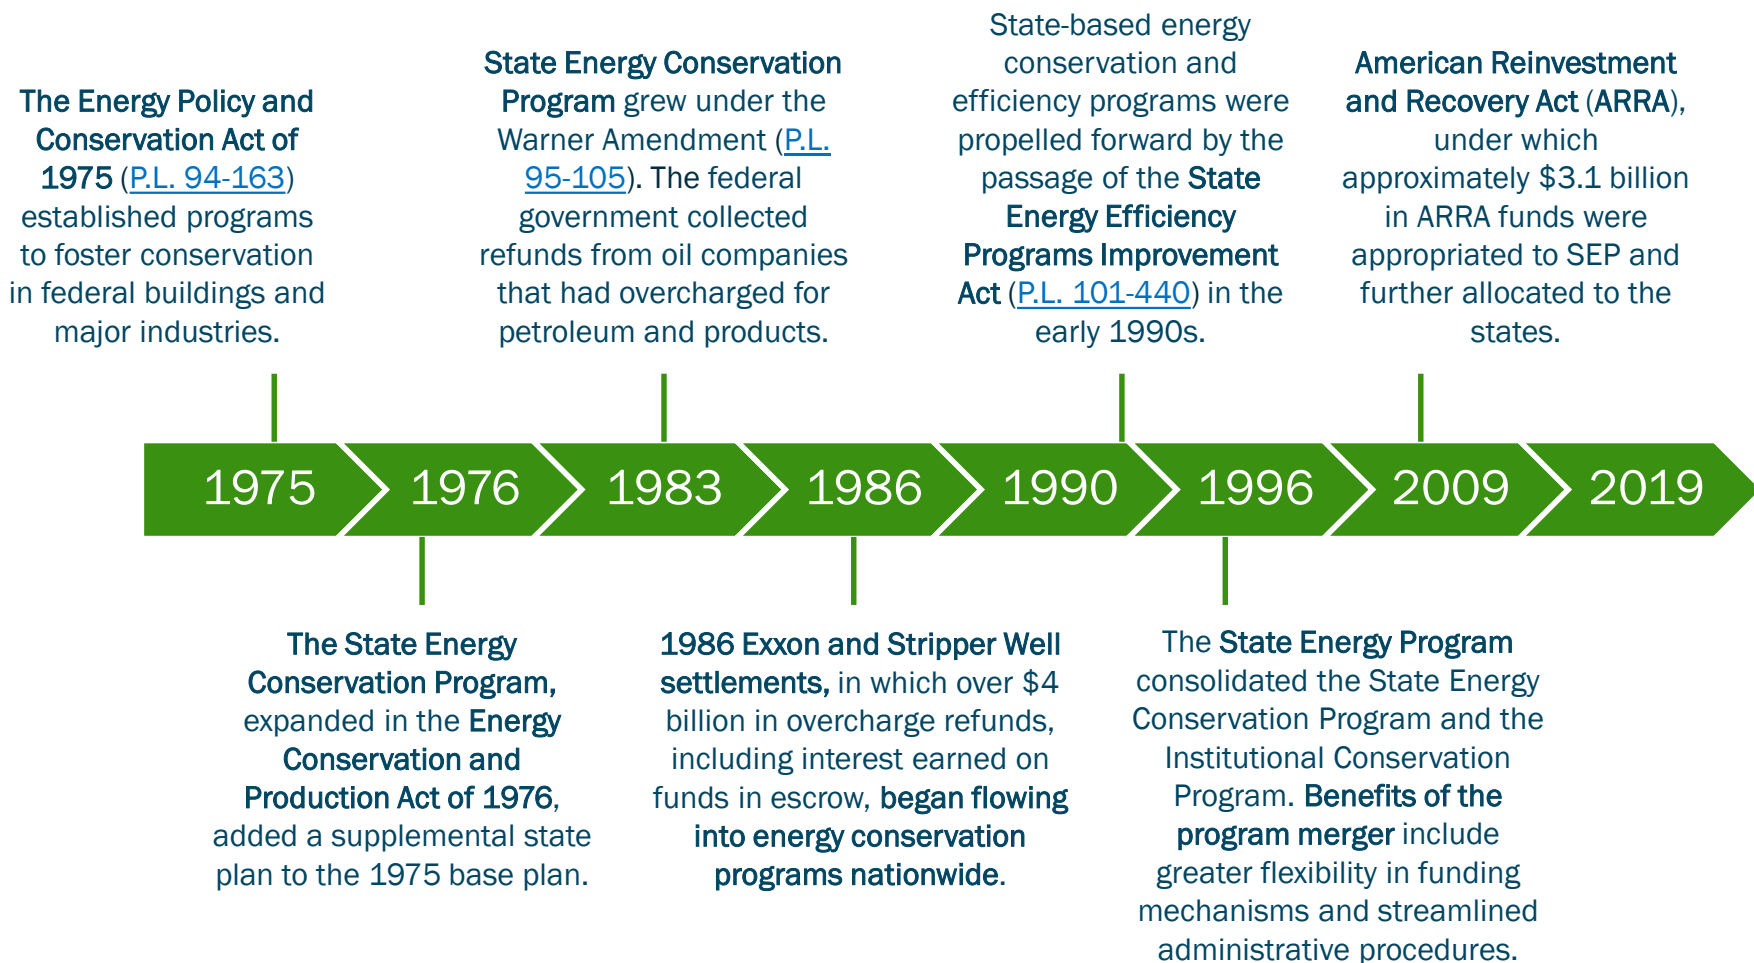 The Energy Policy and
Conservation Act of
1975 (P.L. 94-163)
established programs
to foster conservation
in federal buildings and
major industries.
State Energy Conservation
Program grew under the
Warner Amendment (P.L.
95-105). The federal
government collected
refunds from oil companies
that had overcharged for
petroleum and products.
State-based energy
conservation and
efficiency programs were
propelled forward by the
passage of the State
Energy Efficiency
Programs Improvement
Act (P.L. 101-440) in the
early 1990s.
American Reinvestment
and Recovery Act (ARRA),
under which
approximately $3.1 billion
in ARRA funds were
appropriated to SEP and
further allocated to the
states.
1975
1976
1983
1986
1990
1996
2009
2019
The State Energy
Conservation Program,
expanded in the Energy
Conservation and
Production Act of 1976,
added a supplemental state
plan to the 1975 base plan.
1986 Exxon and Stripper Well
settlements, in which over $4
billion in overcharge refunds,
including interest earned on
funds in escrow, began flowing
into energy conservation
programs nationwide.
The State Energy Program
consolidated the State Energy
Conservation Program and the
Institutional Conservation
Program. Benefits of the
program merger include
greater flexibility in funding
mechanisms and streamlined
administrative procedures.